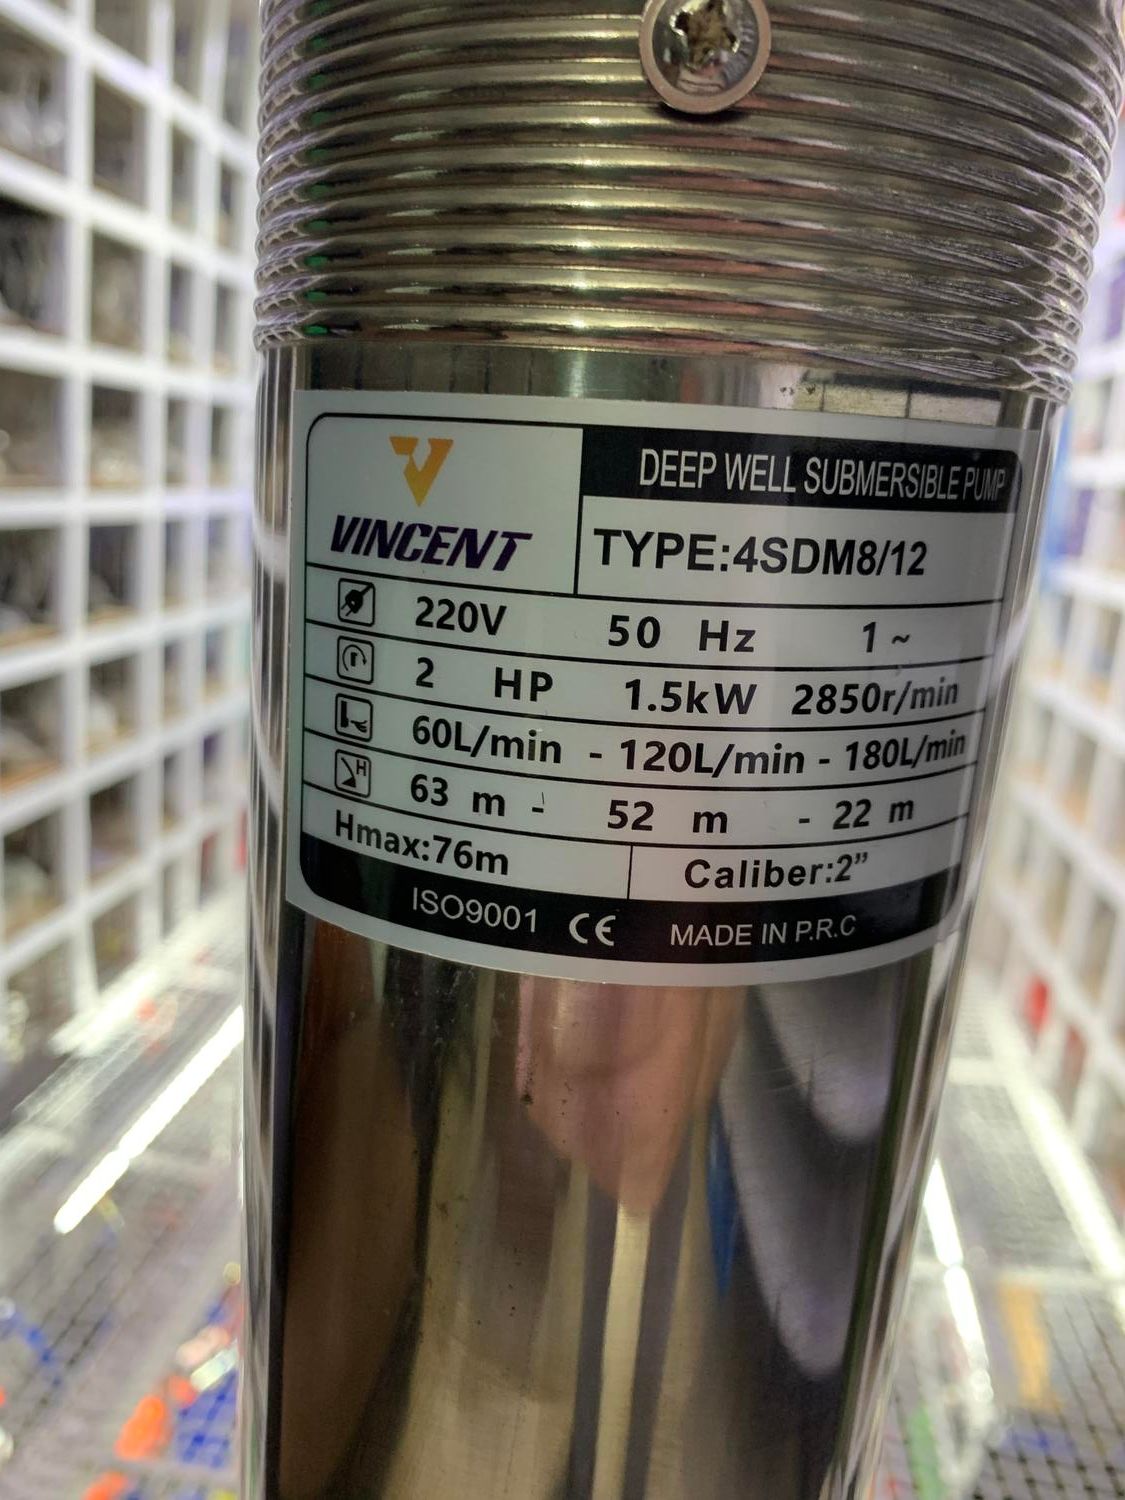 VINCENT
DEEP WELL SUBMERSIBLE PUMP
TYPE:4SDM8/12
220V 50 Hz 1~
2 HP 1.5kW 2850r/min
60L/min - 120L/min - 180L/min
H 63 m - 52 m - 22 m
Hmax:76m Caliber:2”
ISO9001 CE MADE IN P.R.C